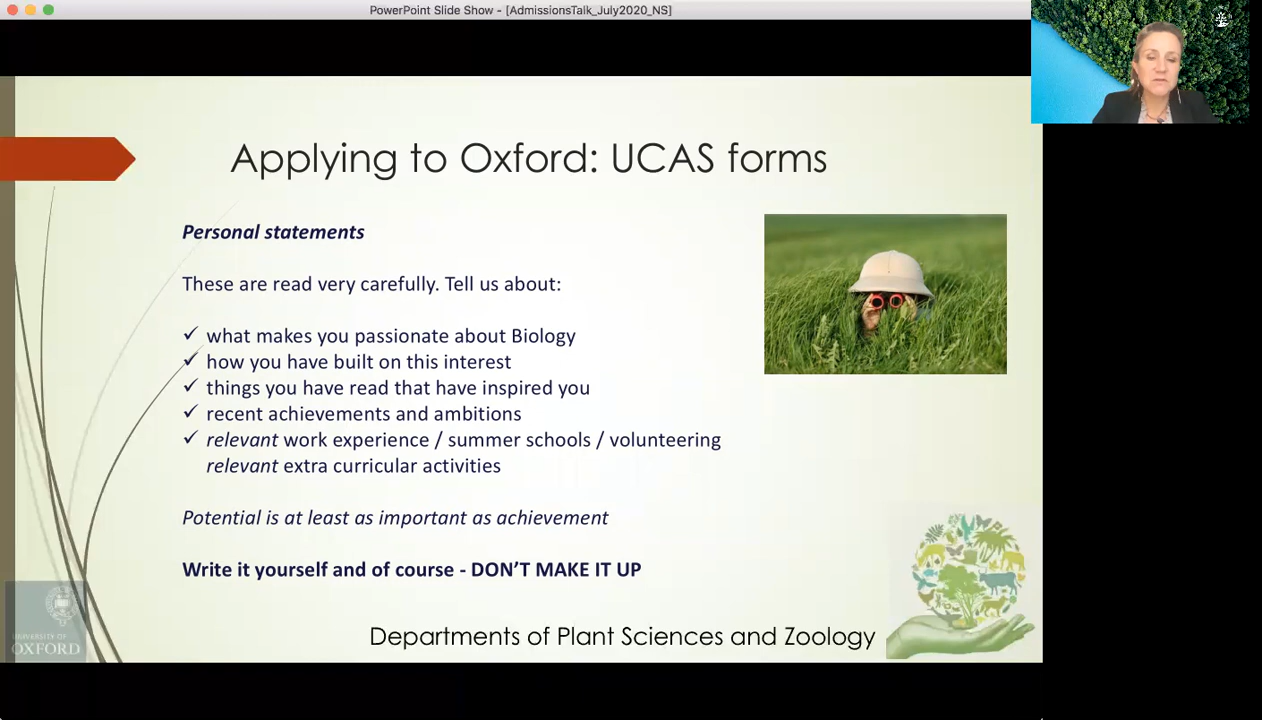 PowerPoint Slide Show - [AdmissionsTalk_July2020_NS]
Applying to Oxford: UCAS forms
Personal statements
These are read very carefully. Tell us about:
✓ what makes you passionate about Biology
✓ how you have built on this interest
✓ things you have read that have inspired you
✓ recent achievements and ambitions
✓ relevant work experience / summer schools / volunteering
relevant extra curricular activities
Potential is at least as important as achievement
Write it yourself and of course - DON'T MAKE IT UP
UNIVERSITY OF
OXFORD
Departments of Plant Sciences and Zoology